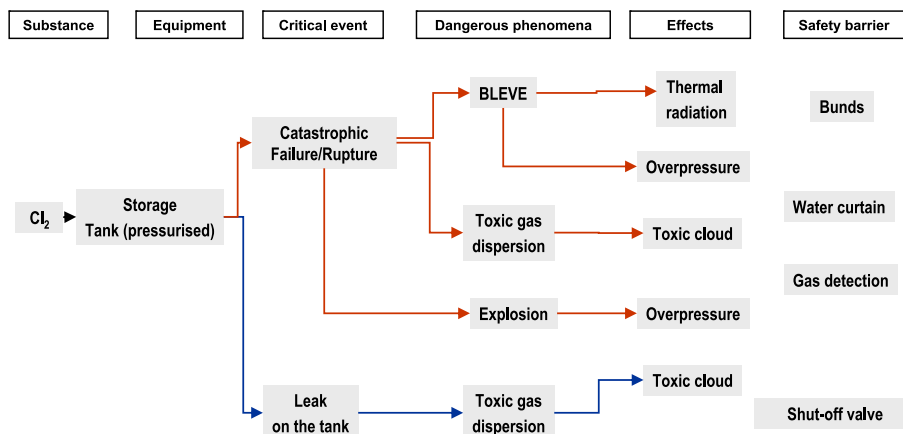 Substance
Equipment
Critical event
Dangerous phenomena
Effects
Safety barrier
BLEVE
Thermal
radiation
Bunds
Catastrophic
Failure/Rupture
Overpressure
Cl₂
Storage
Tank (pressurised)
Toxic gas
dispersion
Toxic cloud
Water curtain
Gas detection
Explosion
Overpressure
Toxic cloud
Leak
on the tank
Toxic gas
dispersion
Shut-off valve